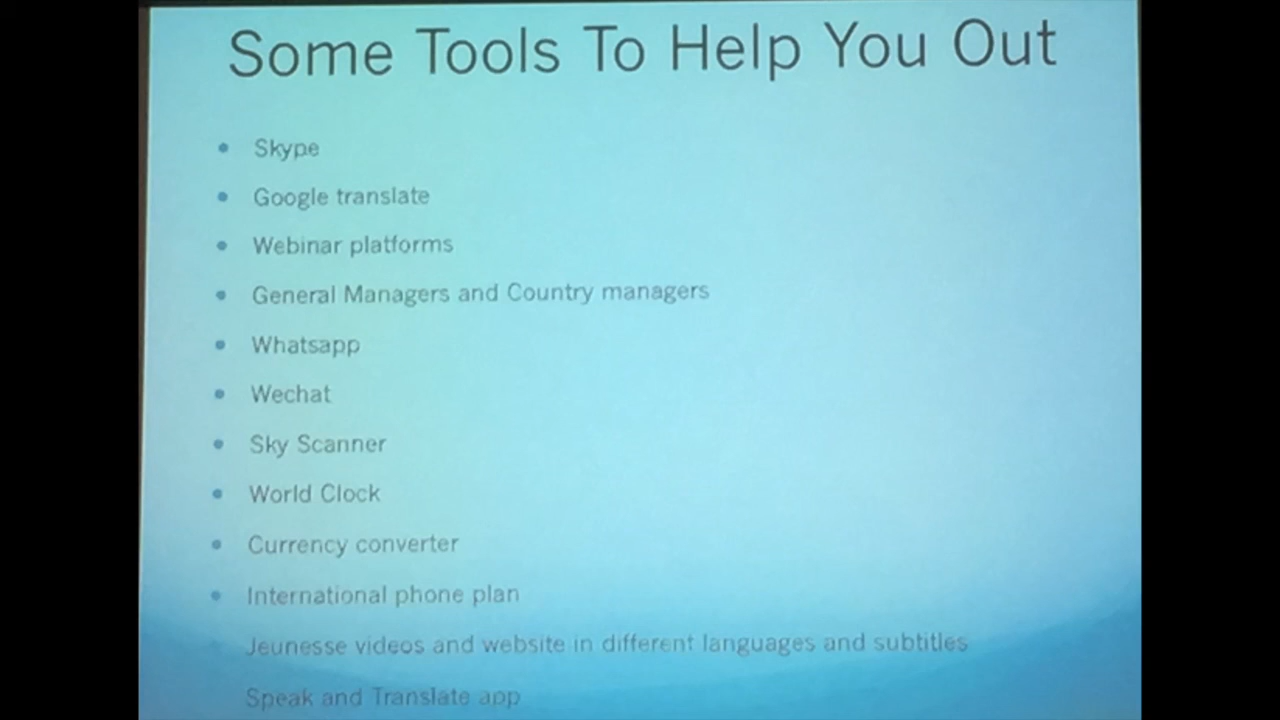 Some Tools To Help You Out
Skype
Google translate
Webinar platforms
General Managers and Country managers
Whatsapp
Wechat
Sky Scanner
World Clock
Currency converter
International phone plan
Jeunesse videos and website in different languages and subtitles
Speak and Translate app